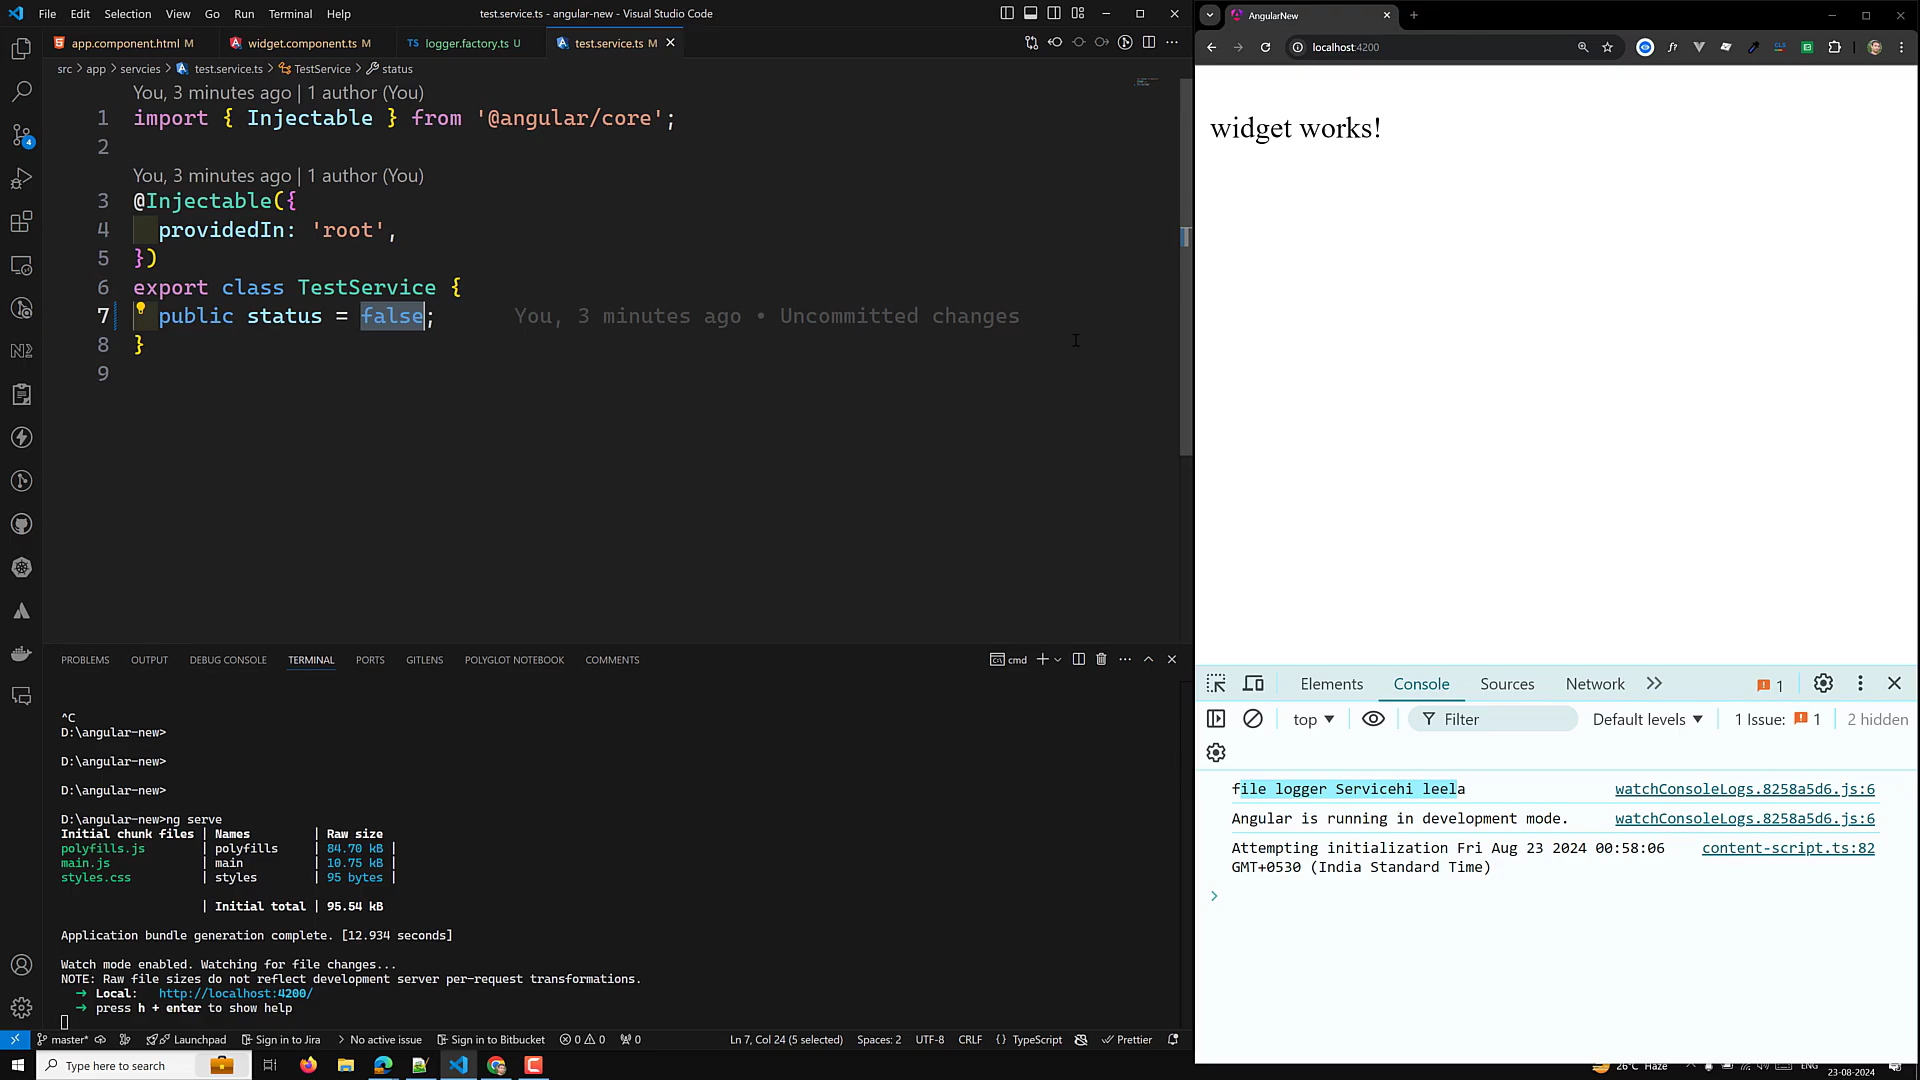 File Edit Selection View Go Run Terminal Help
test.service.ts - angular-new - Visual Studio Code
app.component.html M
widget.component.ts M
TS logger.factory.ts U
test.service.ts M
src > app > servcies > test.service.ts > TestService > status
You, 3 minutes ago | 1 author (You)
1 import { Injectable } from '@angular/core';
2
You, 3 minutes ago | 1 author (You)
3 @Injectable({
4 providedIn: 'root',
5 })
6 export class TestService {
7 public status = false; You, 3 minutes ago • Uncommitted changes
8 }
9
PROBLEMS OUTPUT DEBUG CONSOLE TERMINAL PORTS GITLENS POLYGLOT NOTEBOOK COMMENTS
cmd
^C
D:\angular-new>
D:\angular-new>
D:\angular-new>
D:\angular-new>ng serve
Initial chunk files | Names | Raw size
polyfills.js | polyfills | 84.70 kB |
main.js | main | 10.75 kB |
styles.css | styles | 95 bytes |
| Initial total | 95.54 kB
Application bundle generation complete. [12.934 seconds]
Watch mode enabled. Watching for file changes...
NOTE: Raw file sizes do not reflect development server per-request transformations.
➜ Local: http://localhost:4200/
➜ press h + enter to show help
4
master* Launchpad Sign in to Jira No active issue Sign in to Bitbucket 0 0 0
Ln 7, Col 24 (5 selected) Spaces: 2 UTF-8 CRLF {} TypeScript Prettier
Type here to search
AngularNew
localhost:4200
widget works!
Elements Console Sources Network 1
top Filter Default levels 1 Issue: 1 2 hidden
file logger Servicehi leela watchConsoleLogs.8258a5d6.js:6
Angular is running in development mode. watchConsoleLogs.8258a5d6.js:6
Attempting initialization Fri Aug 23 2024 00:58:06 content-script.ts:82
GMT+0530 (India Standard Time)
26°C Haze ENG
23-08-2024